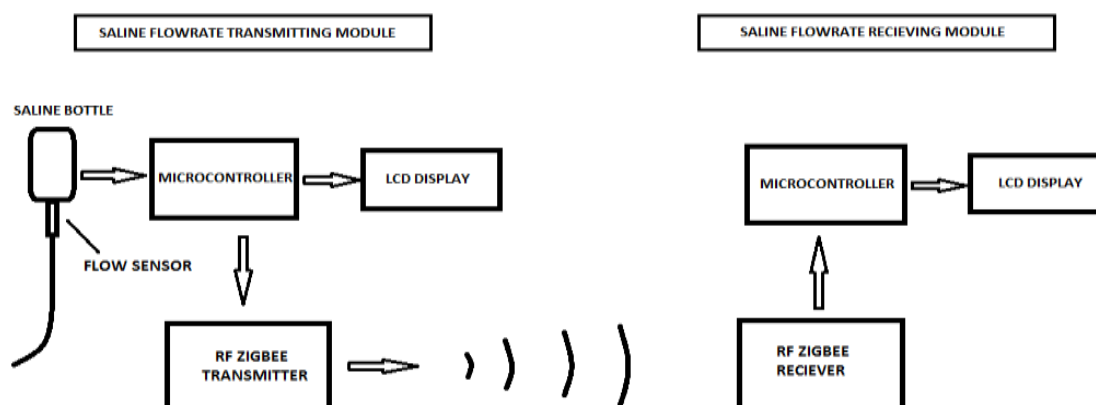 SALINE FLOWRATE TRANSMITTING MODULE
SALINE FLOWRATE RECIEVING MODULE
SALINE BOTTLE
MICROCONTROLLER
LCD DISPLAY
FLOW SENSOR
RF ZIGBEE
TRANSMITTER
MICROCONTROLLER
LCD DISPLAY
RF ZIGBEE
RECIEVER